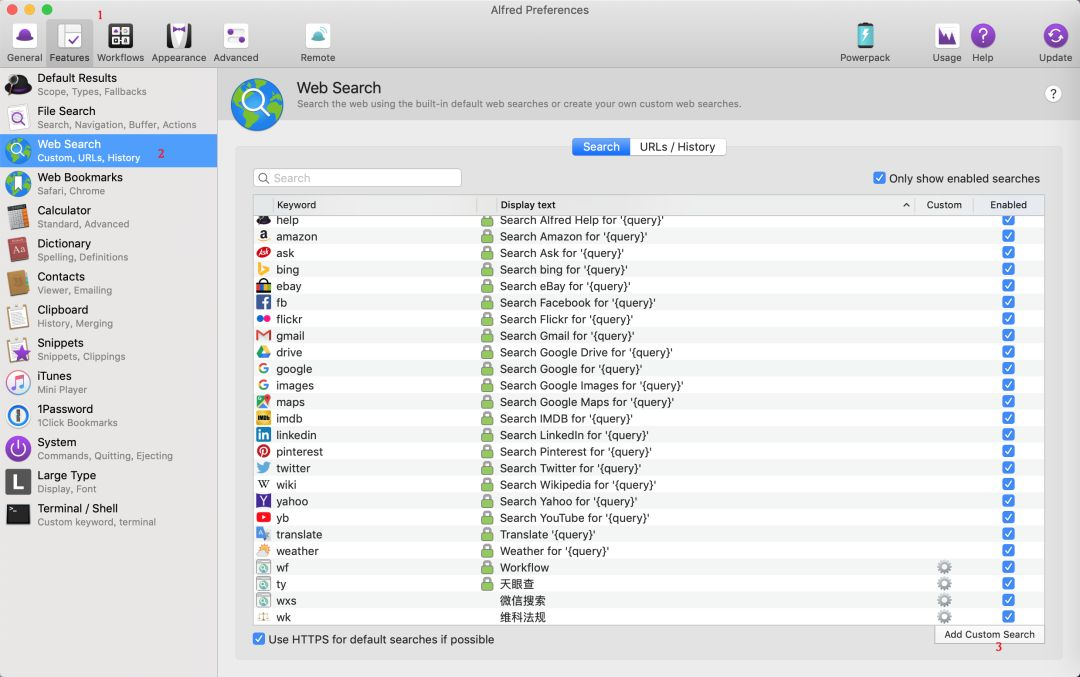 Alfred Preferences
1
General Features Workflows Appearance Advanced Remote Powerpack Usage Help Update
Default Results
Scope, Types, Fallbacks
File Search
Search, Navigation, Buffer, Actions
Web Search
Custom, URLs, History
2
Web Bookmarks
Safari, Chrome
Calculator
Standard, Advanced
Dictionary
Spelling, Definitions
Contacts
Viewer, Emailing
Clipboard
History, Merging
Snippets
Snippets, Clippings
iTunes
Mini Player
1Password
1Click Bookmarks
System
Commands, Quitting, Ejecting
Large Type
Display, Font
Terminal / Shell
Custom keyword, terminal
Web Search
Search the web using the built-in default web searches or create your own custom web searches.
?
Search URLs / History
Search
Only show enabled searches
Keyword Display text Custom Enabled
help Search Alfred Help for '{query}'
amazon Search Amazon for '{query}'
ask Search Ask for '{query}'
bing Search bing for '{query}'
ebay Search eBay for '{query}'
fb Search Facebook for '{query}'
flickr Search Flickr for '{query}'
gmail Search Gmail for '{query}'
drive Search Google Drive for '{query}'
google Search Google for '{query}'
images Search Google Images for '{query}'
maps Search Google Maps for '{query}'
imdb Search IMDB for '{query}'
linkedin Search LinkedIn for '{query}'
pinterest Search Pinterest for '{query}'
twitter Search Twitter for '{query}'
wiki Search Wikipedia for '{query}'
yahoo Search Yahoo for '{query}'
yb Search YouTube for '{query}'
translate Translate '{query}'
weather Weather for '{query}'
wf Workflow
ty 天眼查
wxs 微信搜索
wk 维科法规
Use HTTPS for default searches if possible
Add Custom Search
3